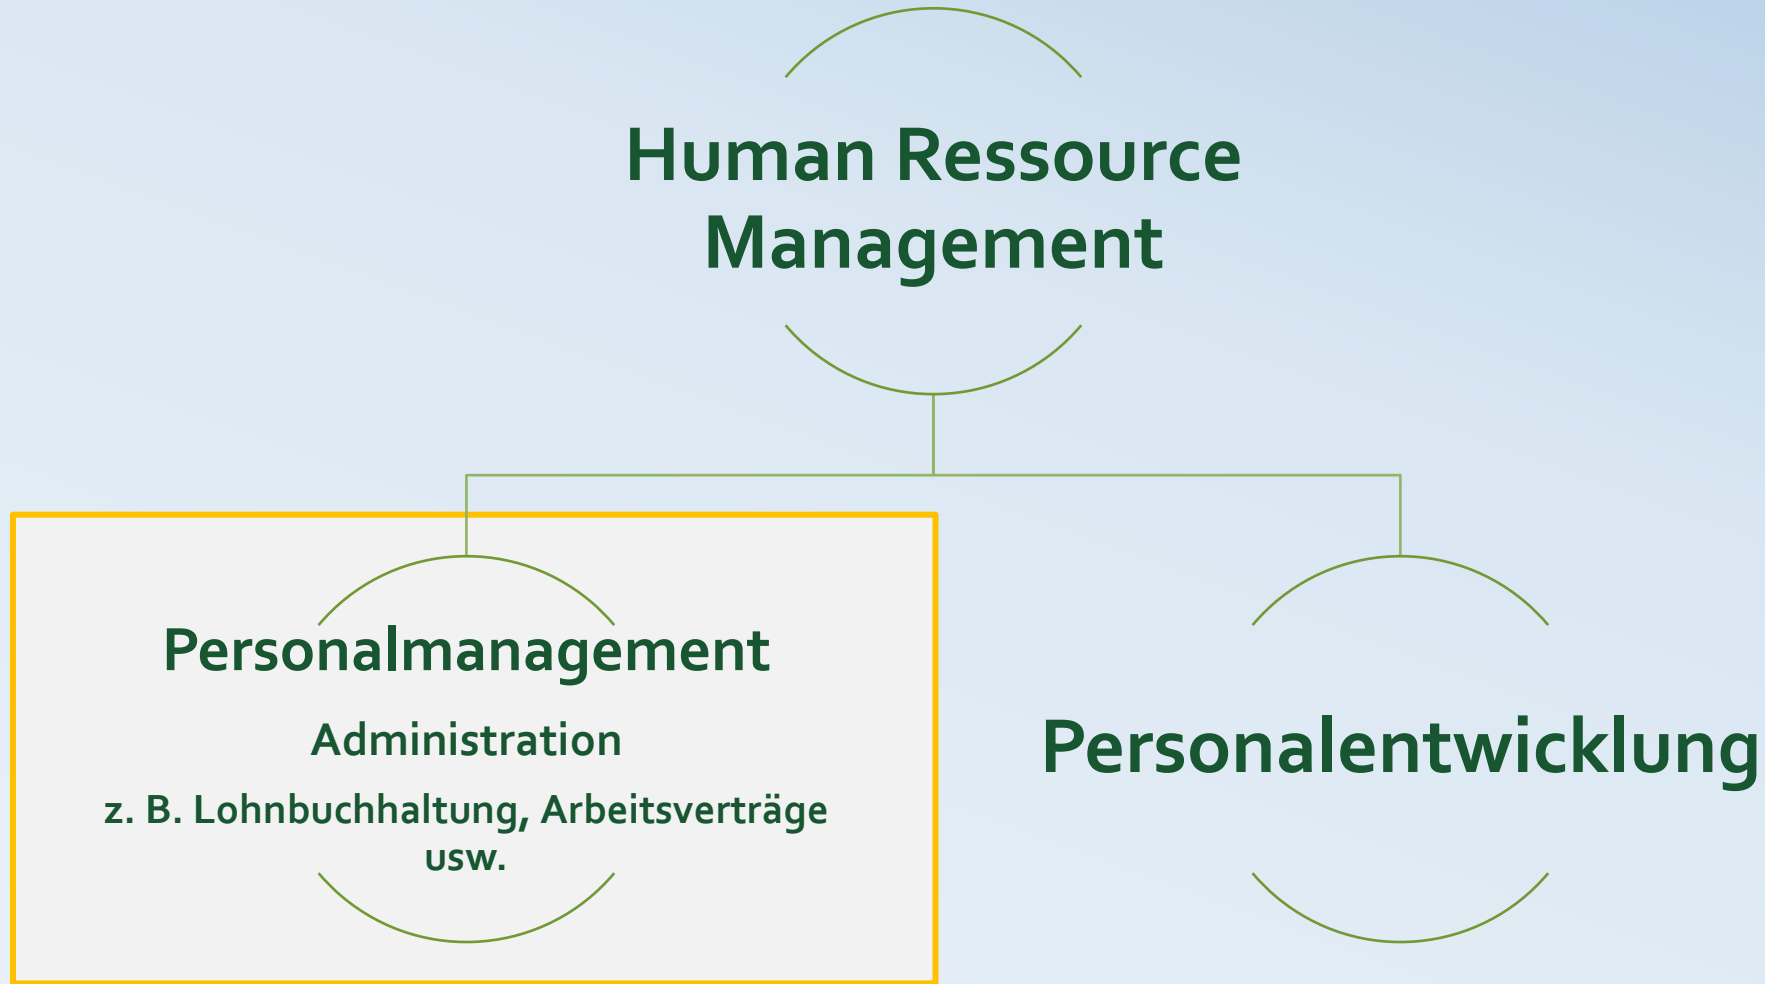 Human Ressource
Management
Personalmanagement
Administration
z. B. Lohnbuchhaltung, Arbeitsverträge
usw.
Personalentwicklung